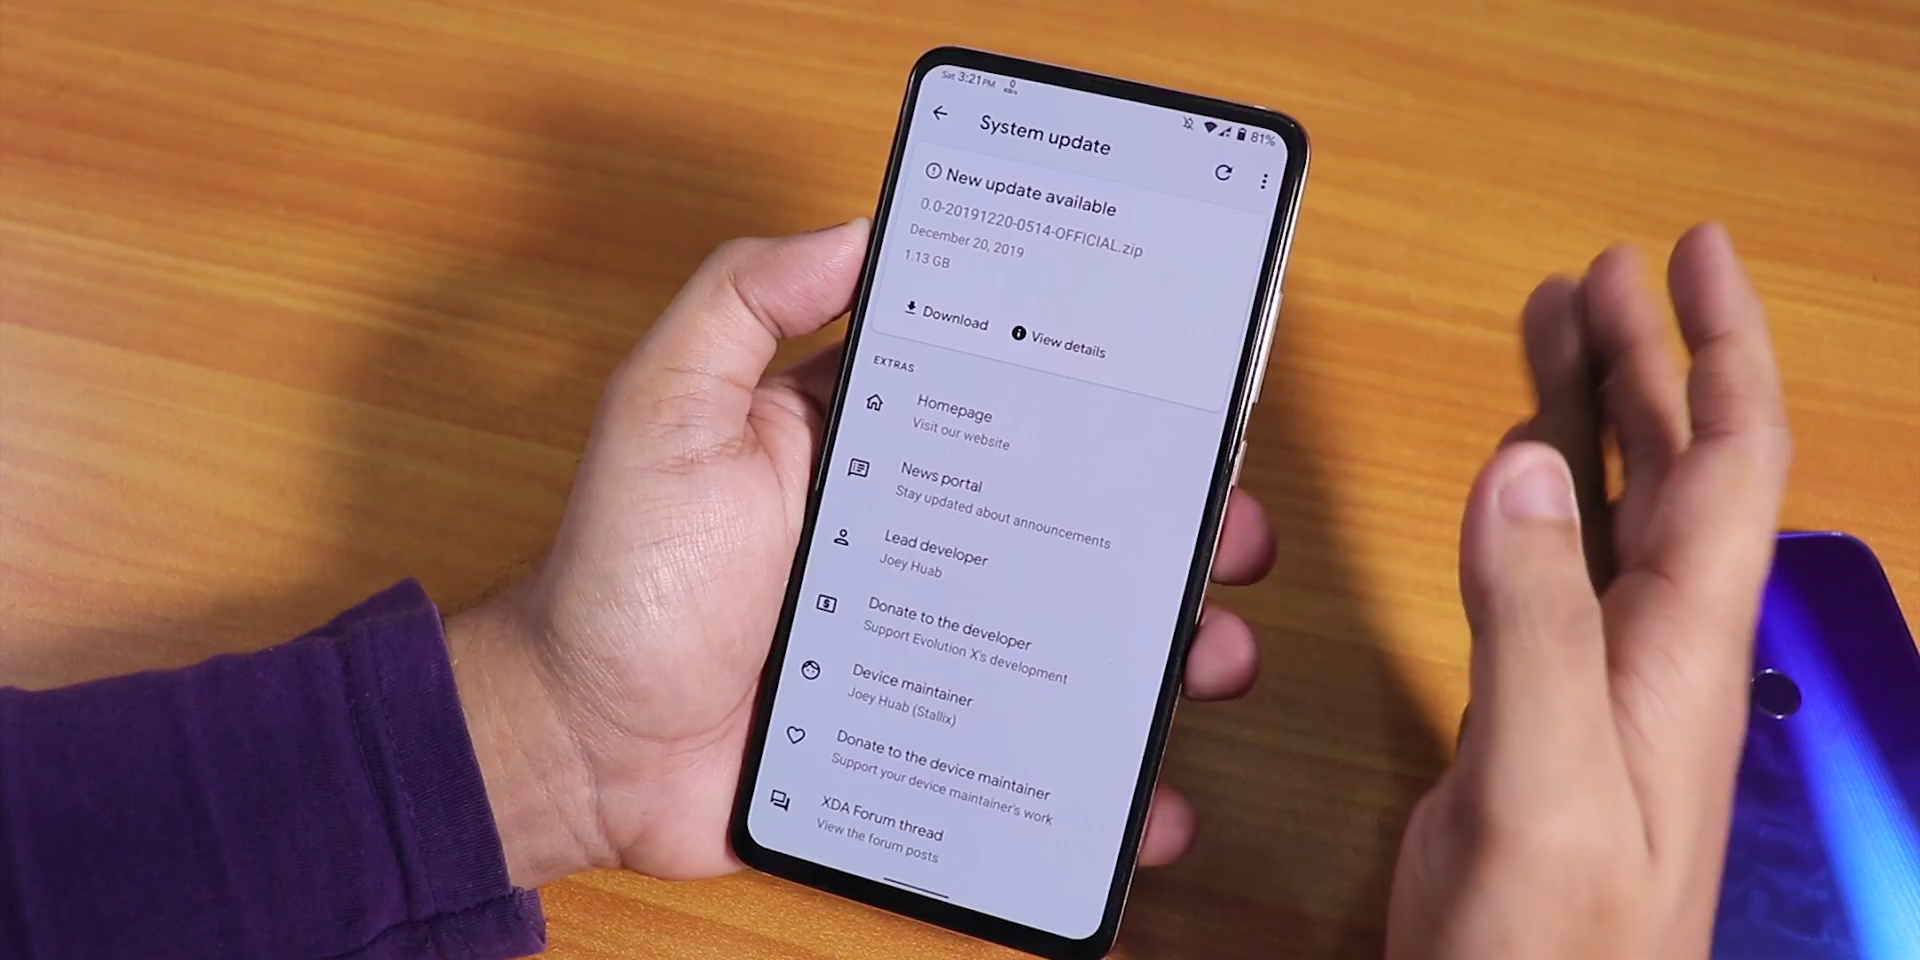 Sat 3:21 PM 0 KB/s 81%
System update
New update available
0.0-20191220-0514-OFFICIAL.zip
December 20, 2019
1.13 GB
Download View details
EXTRAS
Homepage
Visit our website
News portal
Stay updated about announcements
Lead developer
Joey Huab
Donate to the developer
Support Evolution X's development
Device maintainer
Joey Huab (Stallix)
Donate to the device maintainer
Support your device maintainer's work
XDA Forum thread
View the forum posts